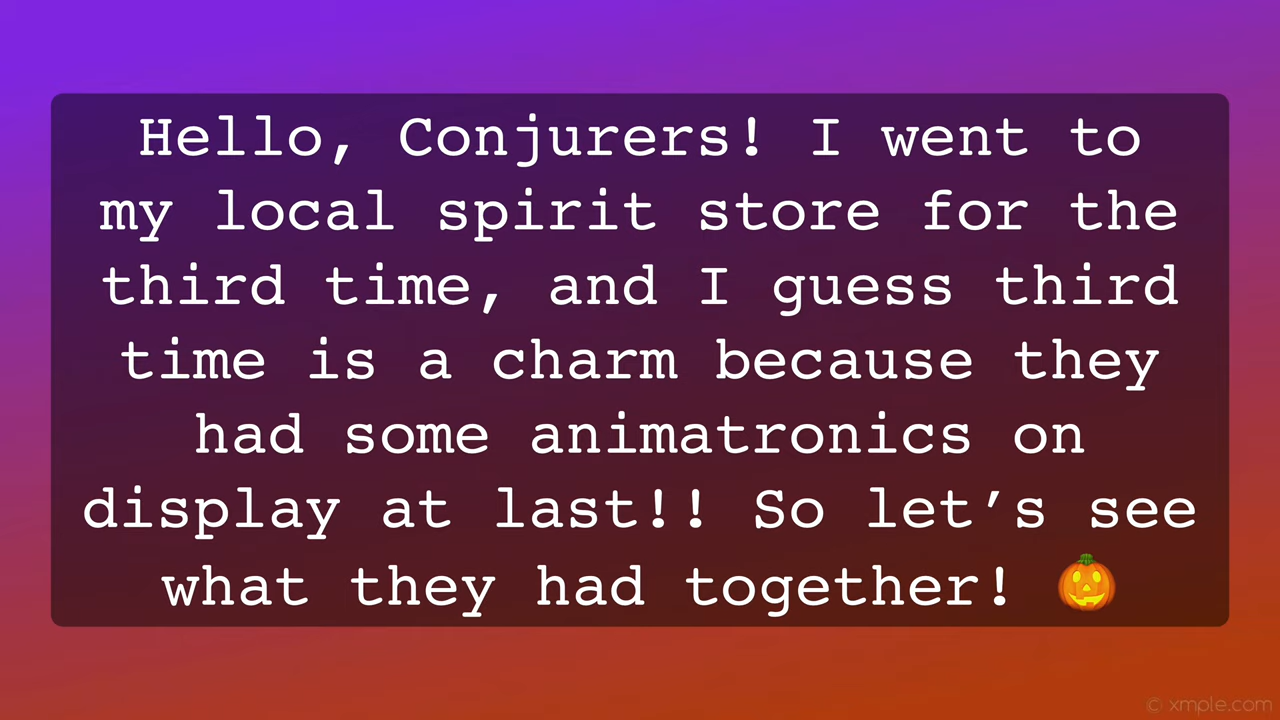 Hello, Conjurers! I went to
my local spirit store for the
third time, and I guess third
time is a charm because they
had some animatronics on
display at last!! So let’s see
what they had together! 🎃
© xmple.com